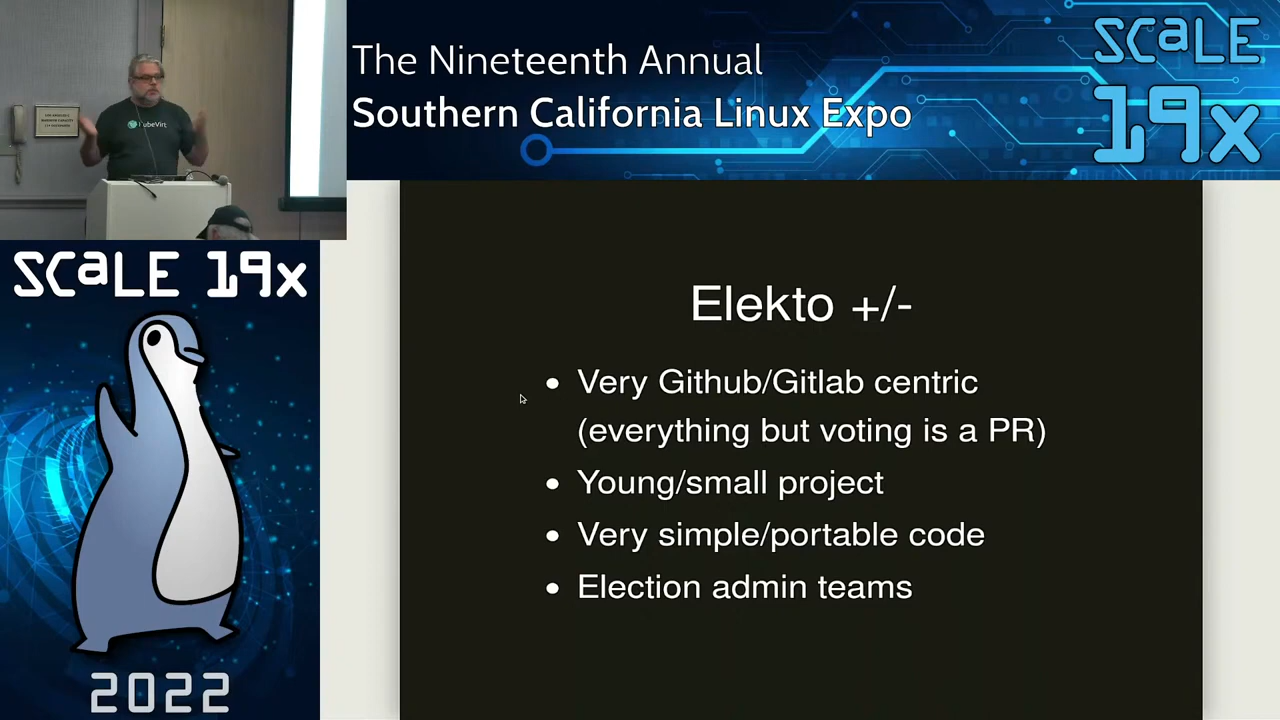 The Nineteenth Annual
Southern California Linux Expo
SCaLE
19x
KubeVirt
SCaLE 19x
2022
Elekto +/-
• Very Github/Gitlab centric
(everything but voting is a PR)
• Young/small project
• Very simple/portable code
• Election admin teams